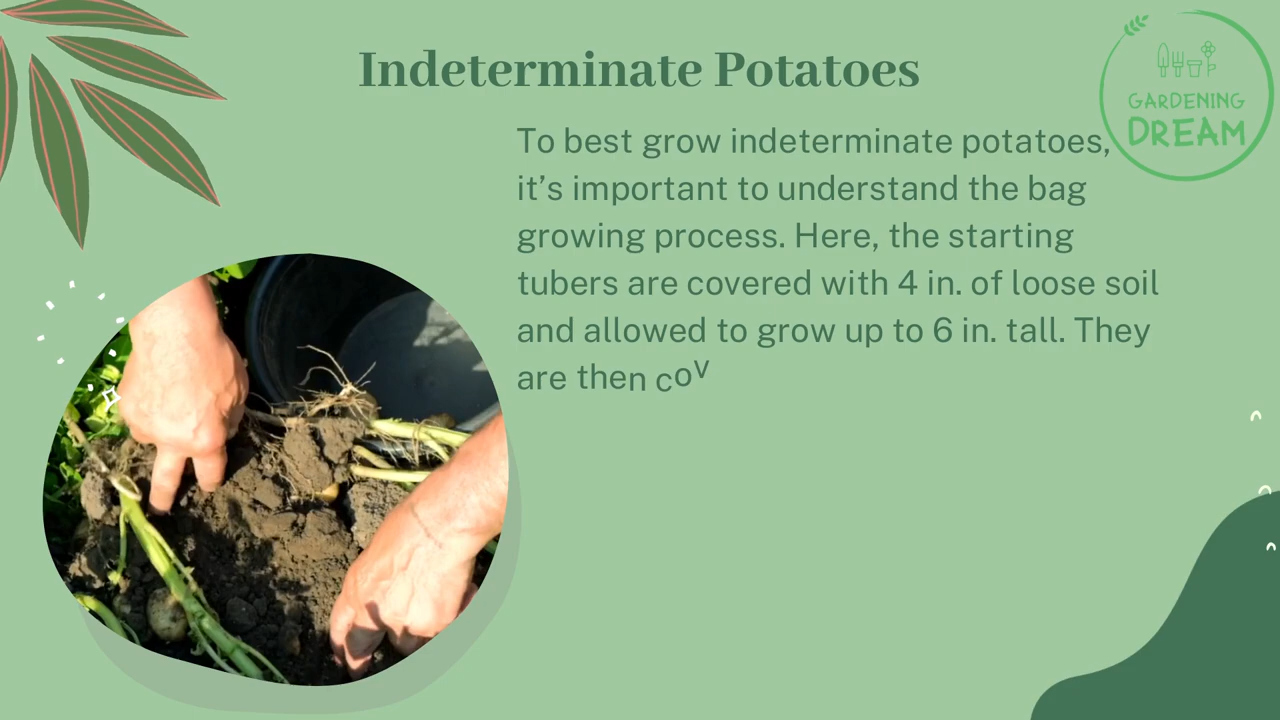 Indeterminate Potatoes
GARDENING
DREAM
To best grow indeterminate potatoes,
it’s important to understand the bag
growing process. Here, the starting
tubers are covered with 4 in. of loose soil
and allowed to grow up to 6 in. tall. They
are then cov